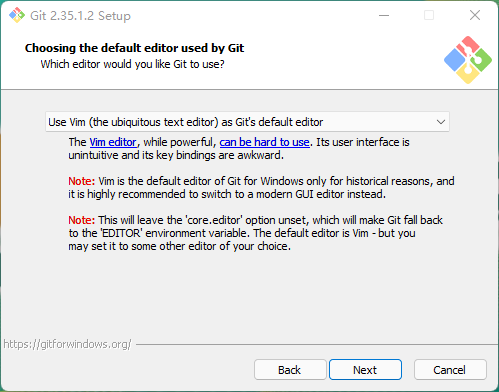 Git 2.35.1.2 Setup
Choosing the default editor used by Git
Which editor would you like Git to use?
Use Vim (the ubiquitous text editor) as Git's default editor
The Vim editor, while powerful, can be hard to use. Its user interface is
unintuitive and its key bindings are awkward.
Note: Vim is the default editor of Git for Windows only for historical reasons, and
it is highly recommended to switch to a modern GUI editor instead.
Note: This will leave the 'core.editor' option unset, which will make Git fall back
to the 'EDITOR' environment variable. The default editor is Vim - but you
may set it to some other editor of your choice.
https://gitforwindows.org/
Back
Next
Cancel